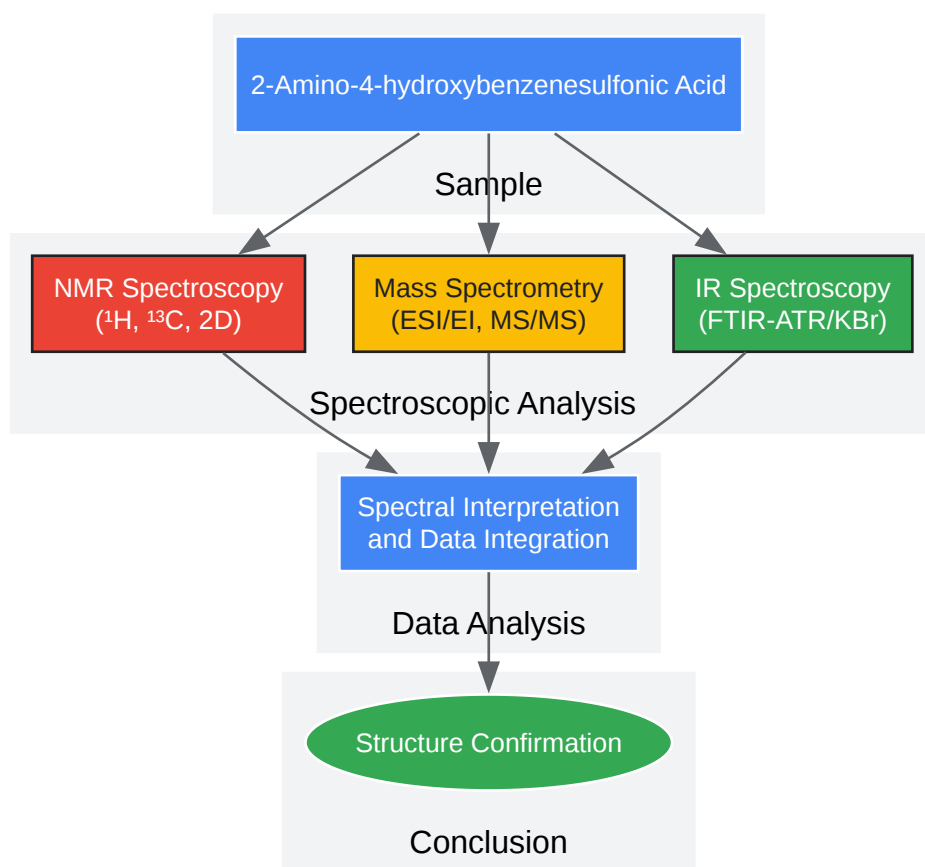 2-Amino-4-hydroxybenzenesulfonic Acid
Sample
NMR Spectroscopy
(¹H, ¹³C, 2D)
Mass Spectrometry
(ESI/EI, MS/MS)
IR Spectroscopy
(FTIR-ATR/KBr)
Spectroscopic Analysis
Spectral Interpretation
and Data Integration
Data Analysis
Structure Confirmation
Conclusion